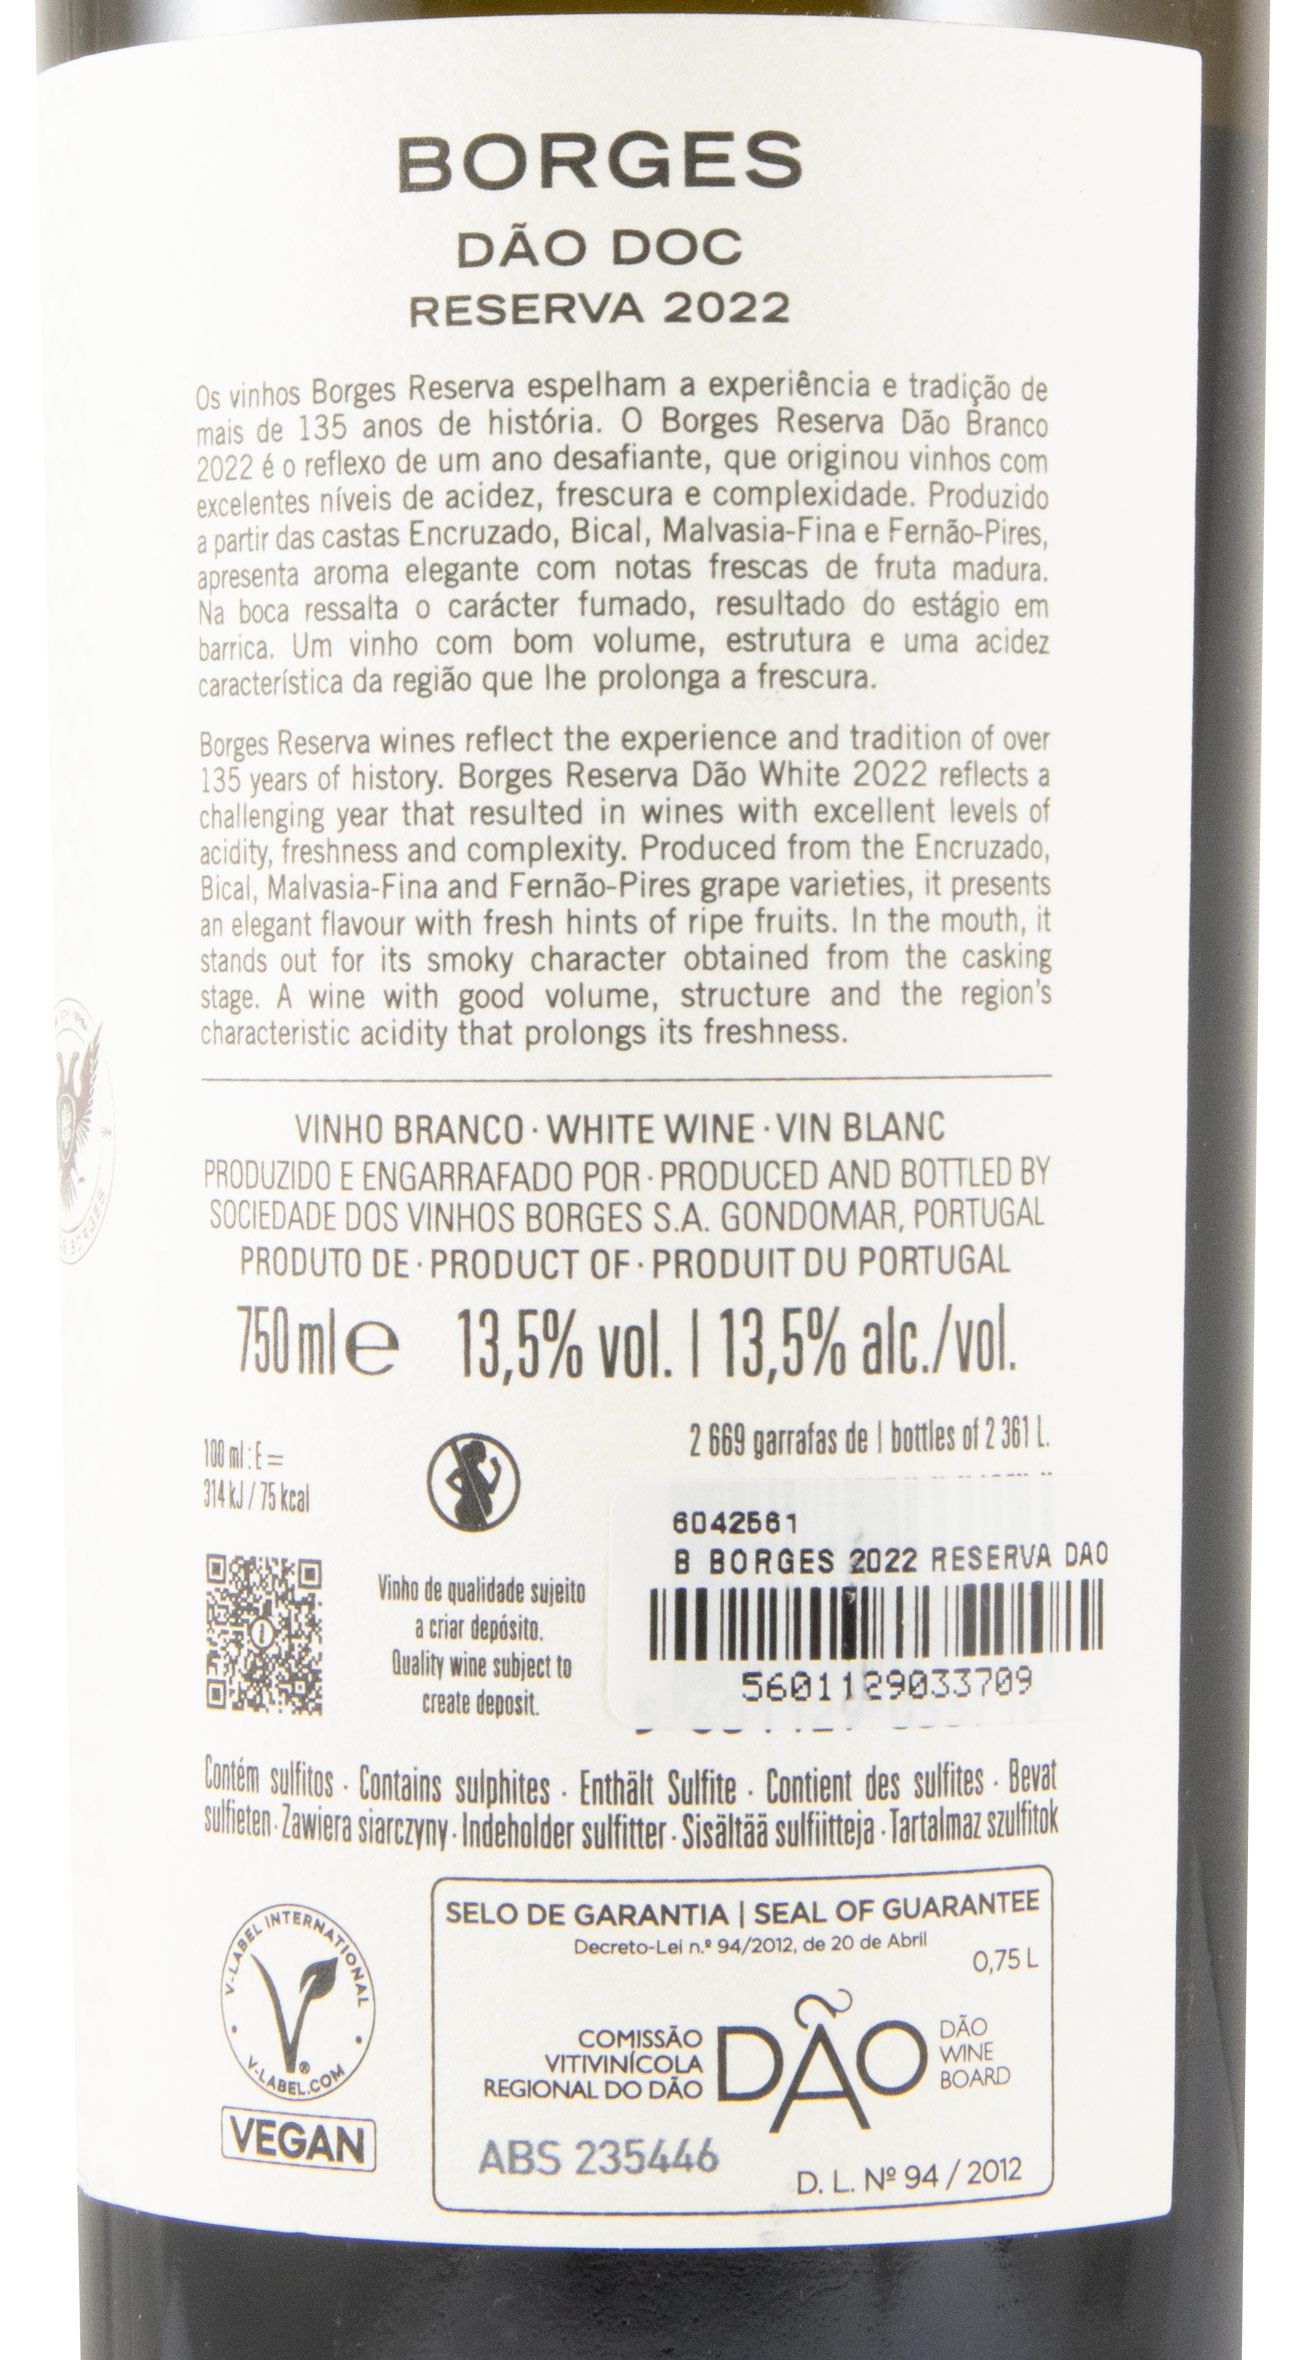 BORGES
DÃO DOC
RESERVA 2022
Os vinhos Borges Reserva espelham a experiência e tradição de
mais de 135 anos de história. O Borges Reserva Dão Branco
2022 é o reflexo de um ano desafiante, que originou vinhos com
excelentes níveis de acidez, frescura e complexidade. Produzido
a partir das castas Encruzado, Bical, Malvasia-Fina e Fernão-Pires,
apresenta aroma elegante com notas frescas de fruta madura.
Na boca ressalta o carácter fumado, resultado do estágio em
barrica. Um vinho com bom volume, estrutura e uma acidez
característica da região que lhe prolonga a frescura.
Borges Reserva wines reflect the experience and tradition of over
135 years of history. Borges Reserva Dão White 2022 reflects a
challenging year that resulted in wines with excellent levels of
acidity, freshness and complexity. Produced from the Encruzado,
Bical, Malvasia-Fina and Fernão-Pires grape varieties, it presents
an elegant flavour with fresh hints of ripe fruits. In the mouth, it
stands out for its smoky character obtained from the casking
stage. A wine with good volume, structure and the region's
characteristic acidity that prolongs its freshness.
VINHO BRANCO · WHITE WINE · VIN BLANC
PRODUZIDO E ENGARRAFADO POR · PRODUCED AND BOTTLED BY
SOCIEDADE DOS VINHOS BORGES S.A. GONDOMAR, PORTUGAL
PRODUTO DE · PRODUCT OF · PRODUIT DU PORTUGAL
750 ml e 13,5% vol. | 13,5% alc./vol.
2 669 garrafas de | bottles of 2 361 L.
100 ml : E =
314 kJ / 75 kcal
6042561
B BORGES 2022 RESERVA DAO
5601129033709
Vinho de qualidade sujeito
a criar depósito.
Quality wine subject to
create deposit.
Contém sulfitos · Contains sulphites · Enthält Sulfite · Contient des sulfites · Bevat
sulfieten · Zawiera siarczyny · Indeholder sulfitter · Sisältää sulfiitteja · Tartalmaz szulfitok
V-LABEL INTERNATIONAL
V-LABEL.COM
VEGAN
SELO DE GARANTIA | SEAL OF GUARANTEE
Decreto-Lei n.º 94/2012, de 20 de Abril
0,75 L
COMISSÃO
VITIVINÍCOLA
REGIONAL DO DÃO
DÃO
DÃO
WINE
BOARD
ABS 235446
D. L. Nº 94 / 2012